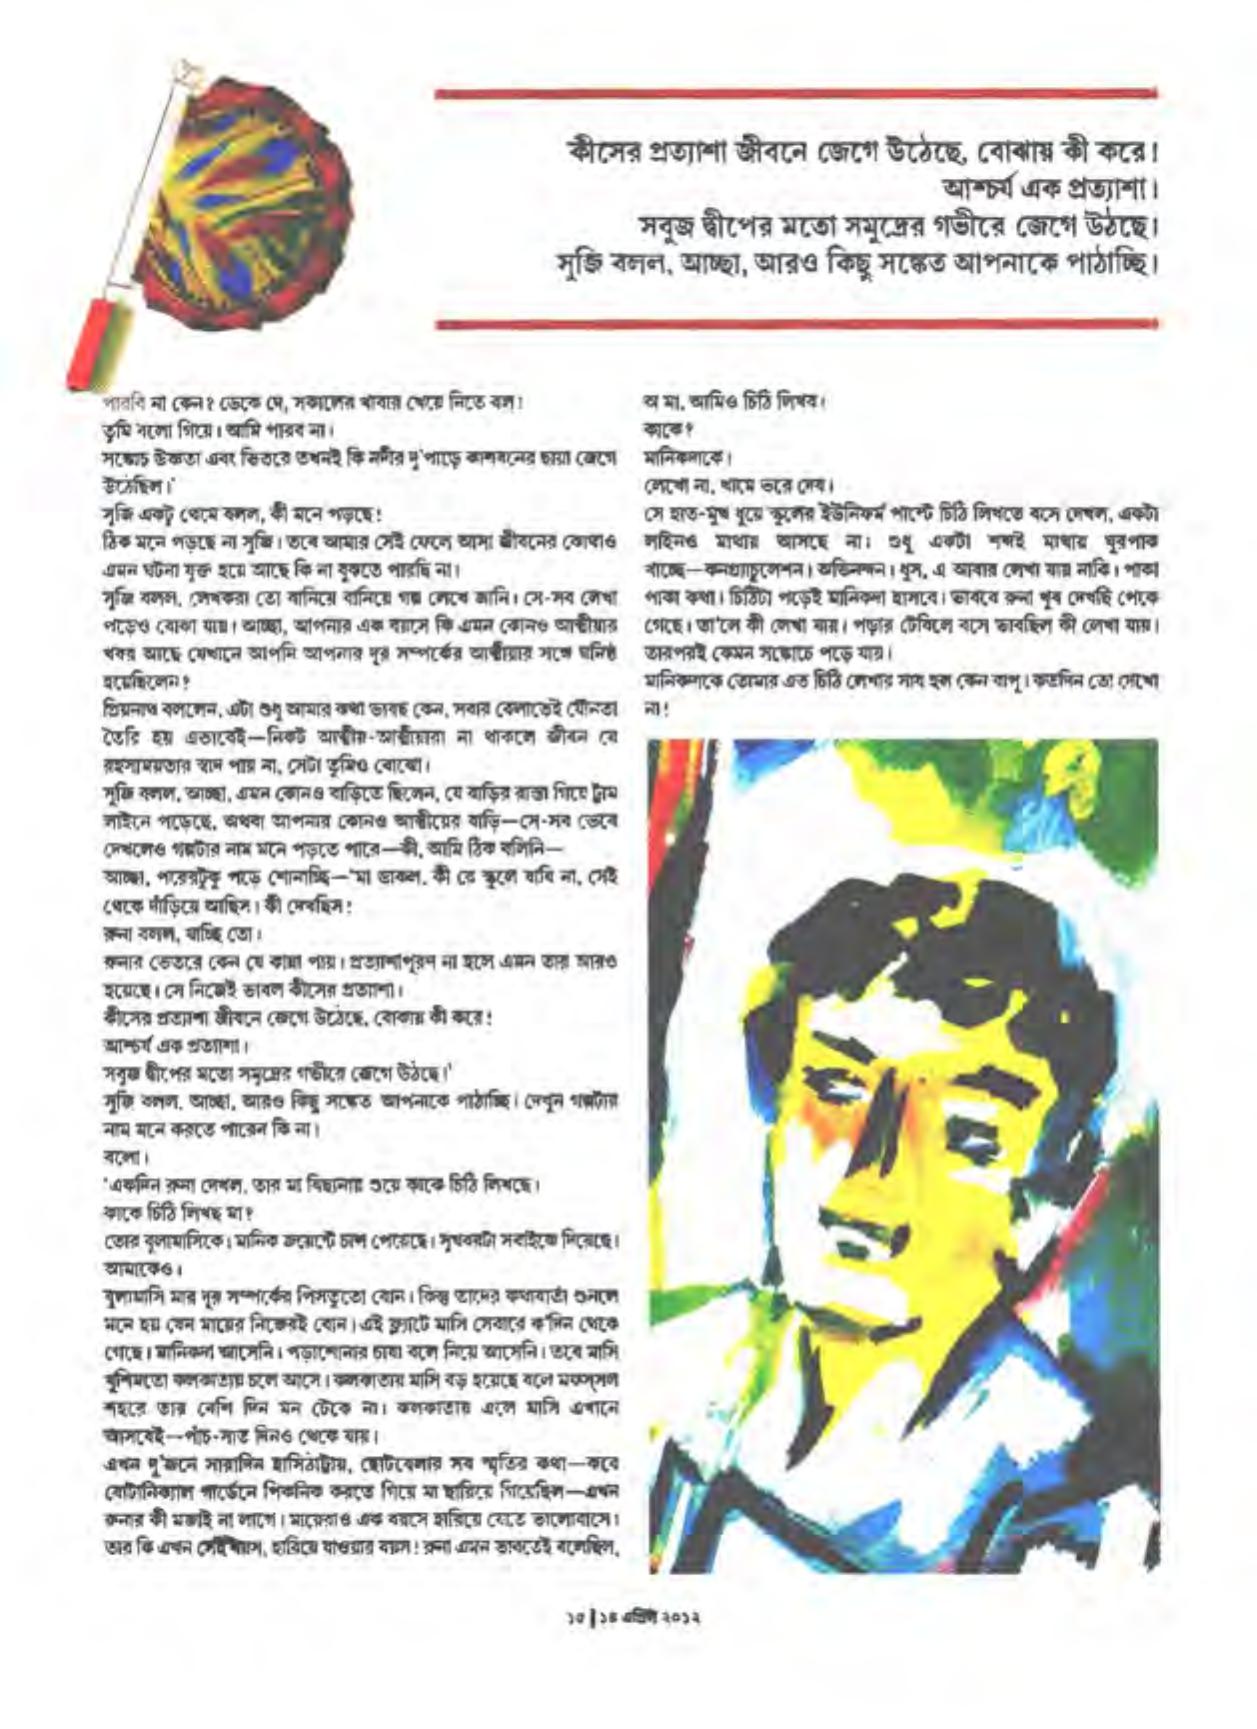 কীসের প্রত্যাশা জীবনে জেগে উঠেছে, বোঝায় কী করে!
আশ্চর্য এক প্রত্যাশা।
সবুজ দ্বীপের মতো সমুদ্রের গভীরে জেগে উঠছে।
সুজি বলল, আচ্ছা, আরও কিছু সঙ্কেত আপনাকে পাঠাচ্ছি।
পারবি না কেন? ডেকে দে, সকালের খাবার খেয়ে নিতে বল!
তুমি বলো গিয়ে। আমি পারব না।
সঙ্কোচ উষ্ণতা এবং ভিতরে তখনই কি নদীর দু'পাড়ে কাশবনের ছায়া জেগে
উঠেছিল।'
সুজি একটু থেমে বলল, কী মনে পড়ছে!
ঠিক মনে পড়ছে না সুজি। তবে আমার সেই ফেলে আসা জীবনের কোথাও
এমন ঘটনা যুক্ত হয়ে আছে কি না বুঝতে পারছি না।
সুজি বলল, লেখকরা তো বানিয়ে বানিয়ে গল্প লেখে জানি। সে-সব লেখা
পড়েও বোঝা যায়। আচ্ছা, আপনার এক বয়সে কি এমন কোনও আত্মীয়ার
খবর আছে যেখানে আপনি আপনার দূর সম্পর্কের আত্মীয়ার সঙ্গে ঘনিষ্ঠ
হয়েছিলেন?
প্রিয়নাথ বললেন, এটা শুধু আমার কথা ভাবছ কেন, সবার বেলাতেই যৌনতা
তৈরি হয় এভাবেই—নিকট আত্মীয়-আত্মীয়ারা না থাকলে জীবন যে
রহস্যময়তার স্বাদ পায় না, সেটা তুমিও বোঝো।
সুজি বলল, আচ্ছা, এমন কোনও বাড়িতে ছিলেন, যে বাড়ির রাস্তা গিয়ে ট্রাম
লাইনে পড়েছে, অথবা আপনার কোনও আত্মীয়ের বাড়ি—সে-সব ভেবে
দেখলেও গল্পটার নাম মনে পড়তে পারে—কী, আমি ঠিক বলিনি—
আচ্ছা, পরেরটুকু পড়ে শোনাচ্ছি—'মা ডাকল, কী রে স্কুলে যাবি না, সেই
থেকে দাঁড়িয়ে আছিস। কী দেখছিস!
রুনা বলল, যাচ্ছি তো।
রুনার ভেতরে কেন যে কান্না পায়। প্রত্যাশাপূরণ না হলে এমন তার আরও
হয়েছে। সে নিজেই ভাবল কীসের প্রত্যাশা।
কীসের প্রত্যাশা জীবনে জেগে উঠেছে, বোঝায় কী করে!
আশ্চর্য এক প্রত্যাশা।
সবুজ দ্বীপের মতো সমুদ্রের গভীরে জেগে উঠছে।'
সুজি বলল, আচ্ছা, আরও কিছু সঙ্কেত আপনাকে পাঠাচ্ছি। দেখুন গল্পটার
নাম মনে করতে পারেন কি না।
বলো।
'একদিন রুনা দেখল, তার মা বিছানায় শুয়ে কাকে চিঠি লিখছে।
কাকে চিঠি লিখছ মা?
তোর বুলামাসিকে। মানিক জয়েন্টে চান্স পেয়েছে। সুখবরটা সবাইকে দিয়েছে।
আমাকেও।
বুলামাসি মার দূর সম্পর্কের পিসতুতো বোন। কিন্তু তাদের কথাবার্তা শুনলে
মনে হয় যেন মায়ের নিজেরই বোন। এই ফ্ল্যাটে মাসি সেবারে ক'দিন থেকে
গেছে। মানিকদা আসেনি। পড়াশোনার চাষা বলে নিয়ে আসেনি। তবে মাসি
খুশিমতো কলকাতায় চলে আসে। কলকাতায় মাসি বড় হয়েছে বলে মফস্সল
শহরে তার বেশি দিন মন টেকে না। কলকাতায় এলে মাসি এখানে
আসবেই—পাঁচ-সাত দিনও থেকে যায়।
এখন দু'জনে সারাদিন হাসিঠাট্টায়, ছোটবেলার সব স্মৃতির কথা—কবে
বোটানিক্যাল গার্ডেনে পিকনিক করতে গিয়ে মা হারিয়ে গিয়েছিল—এখন
রুনার কী মজাই না লাগে। মায়েরাও এক বয়সে হারিয়ে যেতে ভালোবাসে।
তার কি এখন সেই বয়স, হারিয়ে যাওয়ার বয়স! রুনা এমন ভাবতেই বলেছিল,
অ মা, আমিও চিঠি লিখব।
কাকে?
মানিকদাকে।
লেখো না, খামে ভরে দেব।
সে হাত-মুখ ধুয়ে স্কুলের ইউনিফর্ম পাল্টে চিঠি লিখতে বসে দেখল, একটা
লাইনও মাথায় আসছে না। শুধু একটা শব্দই মাথায় ঘুরপাক
খাচ্ছে—কনগ্রাচুলেশন। অভিনন্দন। ধুস, এ আবার লেখা যায় নাকি। পাকা
পাকা কথা। চিঠিটা পড়েই মানিকদা হাসবে। ভাববে রুনা খুব দেখছি পেকে
গেছে। তা'লে কী লেখা যায়। পড়ার টেবিলে বসে ভাবছিল কী লেখা যায়।
তারপরই কেমন সঙ্কোচে পড়ে যায়।
মানিকদাকে তোমার এত চিঠি লেখার সাধ হল কেন বাপু। কতদিন তো দেখো
না!
১৫ | ১৪ এপ্রিল ২০১২